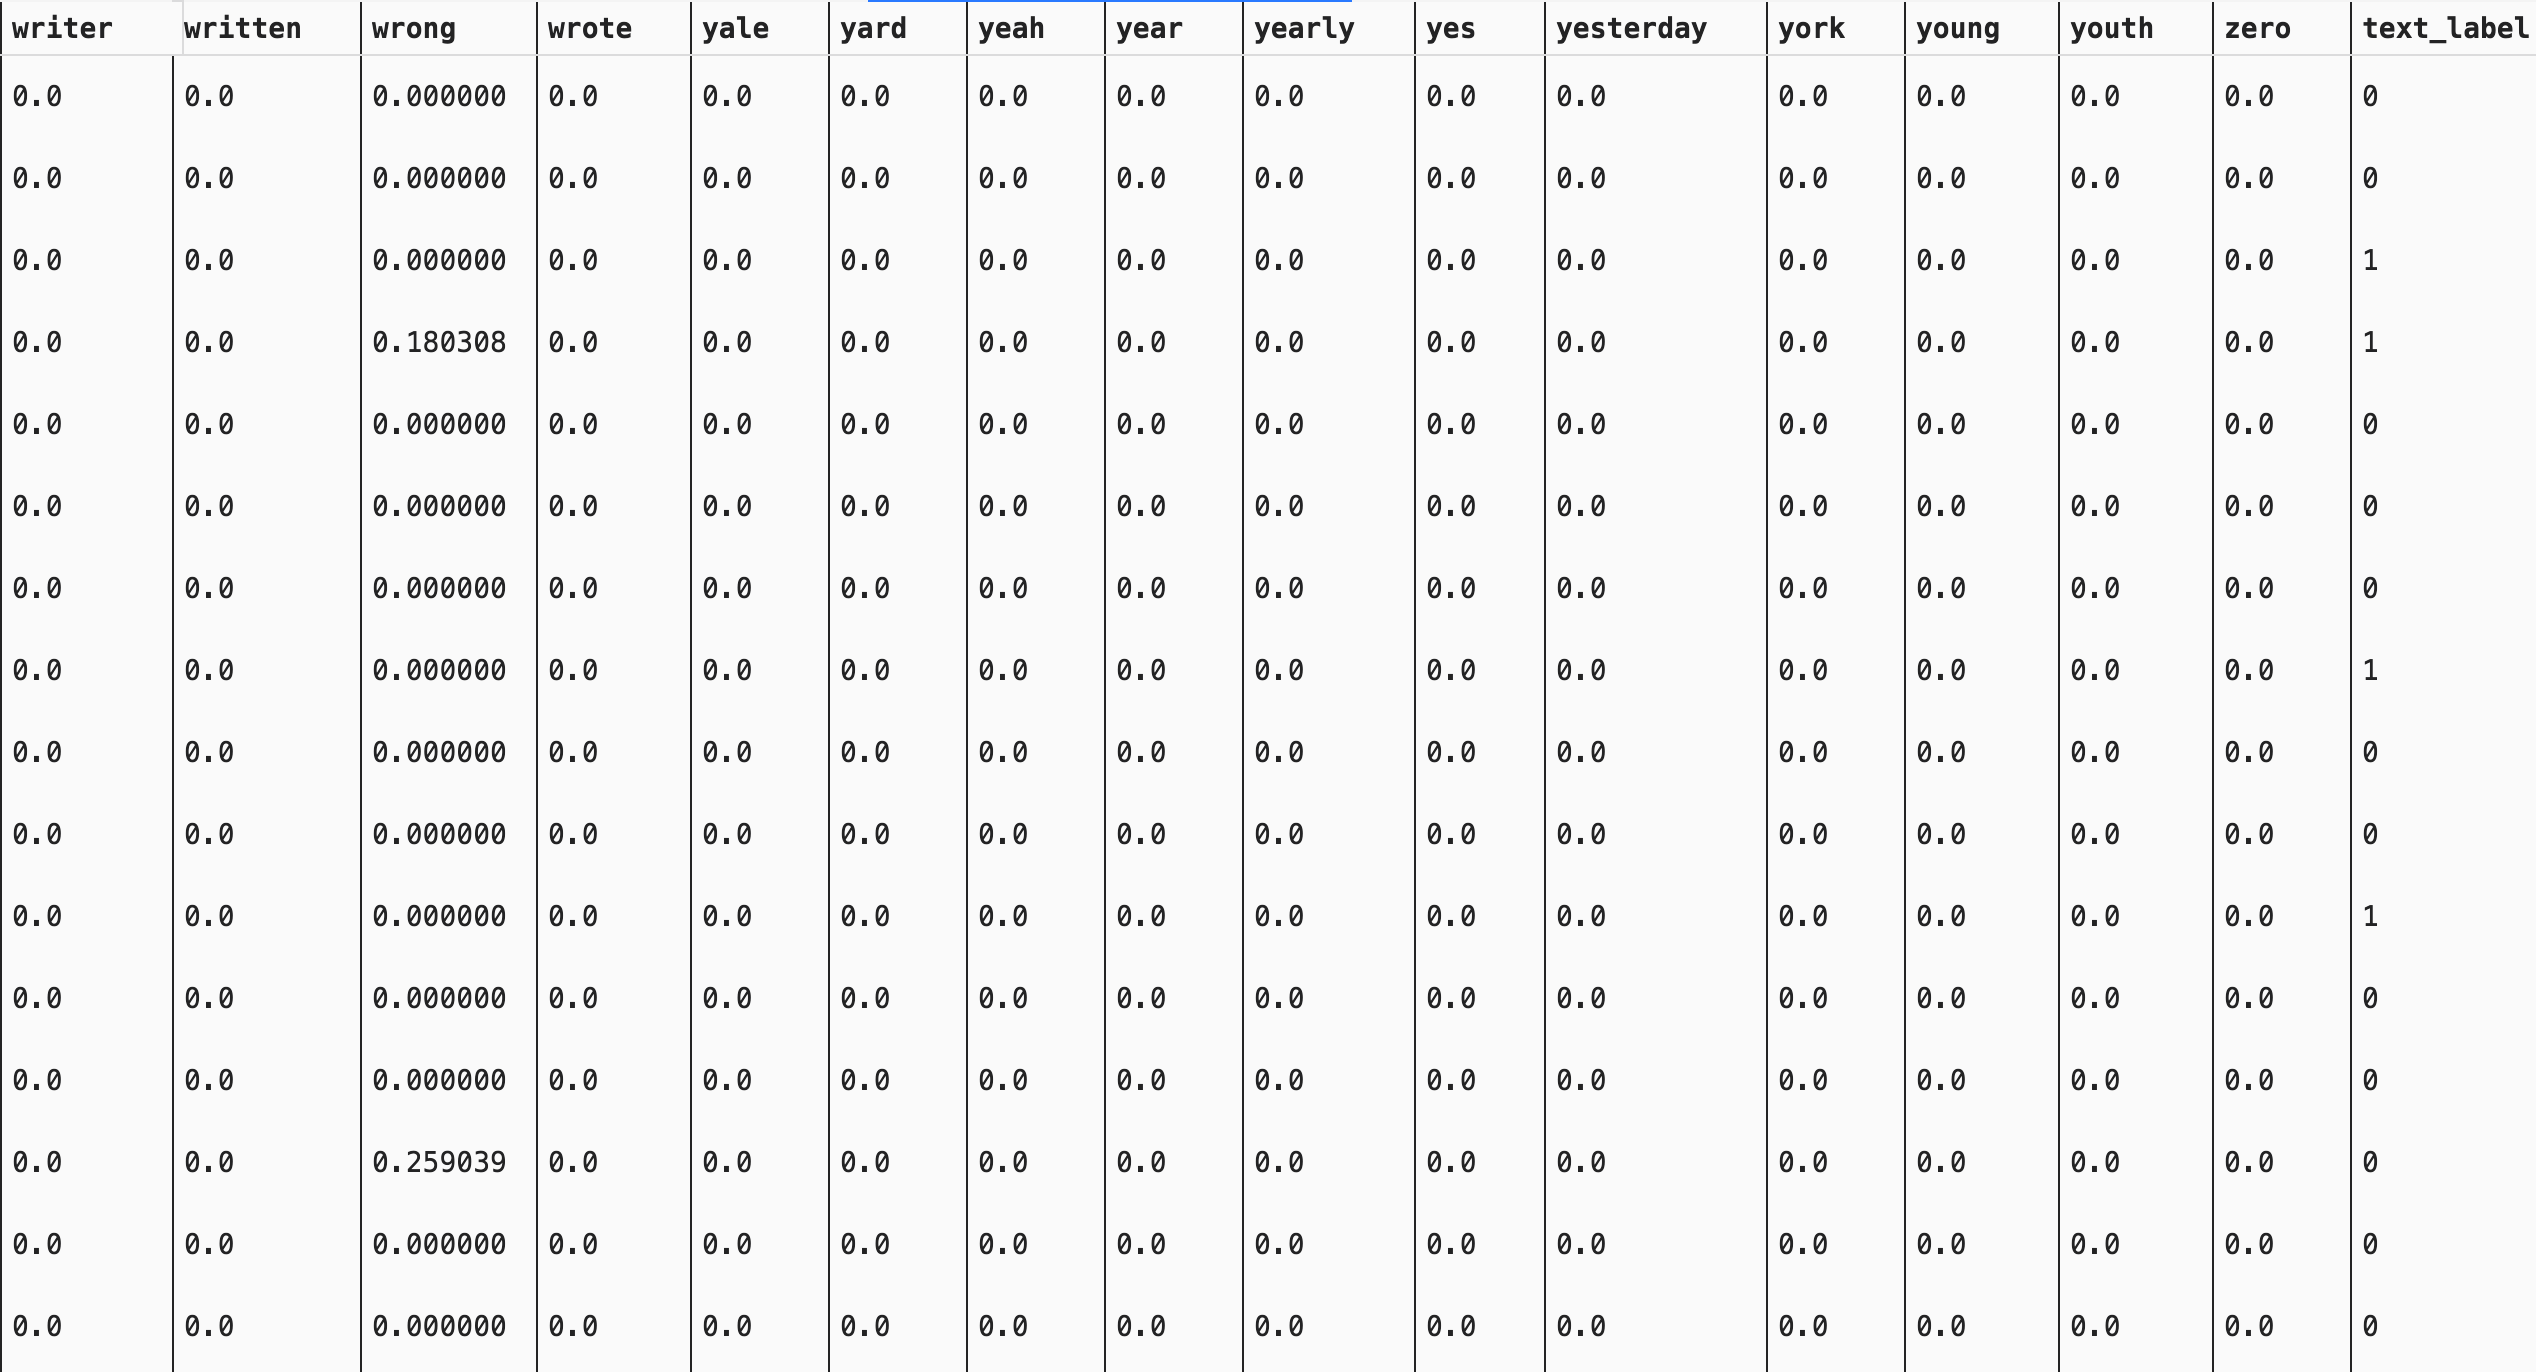 writer written wrong wrote yale yard yeah year yearly yes yesterday york young youth zero text_label
0.0 0.0 0.000000 0.0 0.0 0.0 0.0 0.0 0.0 0.0 0.0 0.0 0.0 0.0 0.0 0
0.0 0.0 0.000000 0.0 0.0 0.0 0.0 0.0 0.0 0.0 0.0 0.0 0.0 0.0 0.0 0
0.0 0.0 0.000000 0.0 0.0 0.0 0.0 0.0 0.0 0.0 0.0 0.0 0.0 0.0 0.0 1
0.0 0.0 0.180308 0.0 0.0 0.0 0.0 0.0 0.0 0.0 0.0 0.0 0.0 0.0 0.0 1
0.0 0.0 0.000000 0.0 0.0 0.0 0.0 0.0 0.0 0.0 0.0 0.0 0.0 0.0 0.0 0
0.0 0.0 0.000000 0.0 0.0 0.0 0.0 0.0 0.0 0.0 0.0 0.0 0.0 0.0 0.0 0
0.0 0.0 0.000000 0.0 0.0 0.0 0.0 0.0 0.0 0.0 0.0 0.0 0.0 0.0 0.0 0
0.0 0.0 0.000000 0.0 0.0 0.0 0.0 0.0 0.0 0.0 0.0 0.0 0.0 0.0 0.0 1
0.0 0.0 0.000000 0.0 0.0 0.0 0.0 0.0 0.0 0.0 0.0 0.0 0.0 0.0 0.0 0
0.0 0.0 0.000000 0.0 0.0 0.0 0.0 0.0 0.0 0.0 0.0 0.0 0.0 0.0 0.0 0
0.0 0.0 0.000000 0.0 0.0 0.0 0.0 0.0 0.0 0.0 0.0 0.0 0.0 0.0 0.0 1
0.0 0.0 0.000000 0.0 0.0 0.0 0.0 0.0 0.0 0.0 0.0 0.0 0.0 0.0 0.0 0
0.0 0.0 0.000000 0.0 0.0 0.0 0.0 0.0 0.0 0.0 0.0 0.0 0.0 0.0 0.0 0
0.0 0.0 0.259039 0.0 0.0 0.0 0.0 0.0 0.0 0.0 0.0 0.0 0.0 0.0 0.0 0
0.0 0.0 0.000000 0.0 0.0 0.0 0.0 0.0 0.0 0.0 0.0 0.0 0.0 0.0 0.0 0
0.0 0.0 0.000000 0.0 0.0 0.0 0.0 0.0 0.0 0.0 0.0 0.0 0.0 0.0 0.0 0